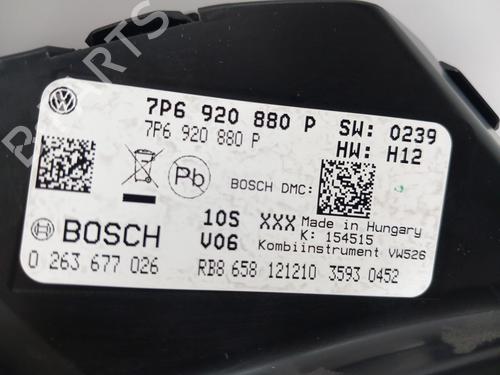 7P6 920 880 P SW: 0239
7P6 920 880 P HW: H12
Pb
BOSCH DMC:
BOSCH
10S XXX Made in Hungary
V06 K: 154515
Kombiinstrument VW526
0 263 677 026 RB8 658 121210 3593 0452
PARTS